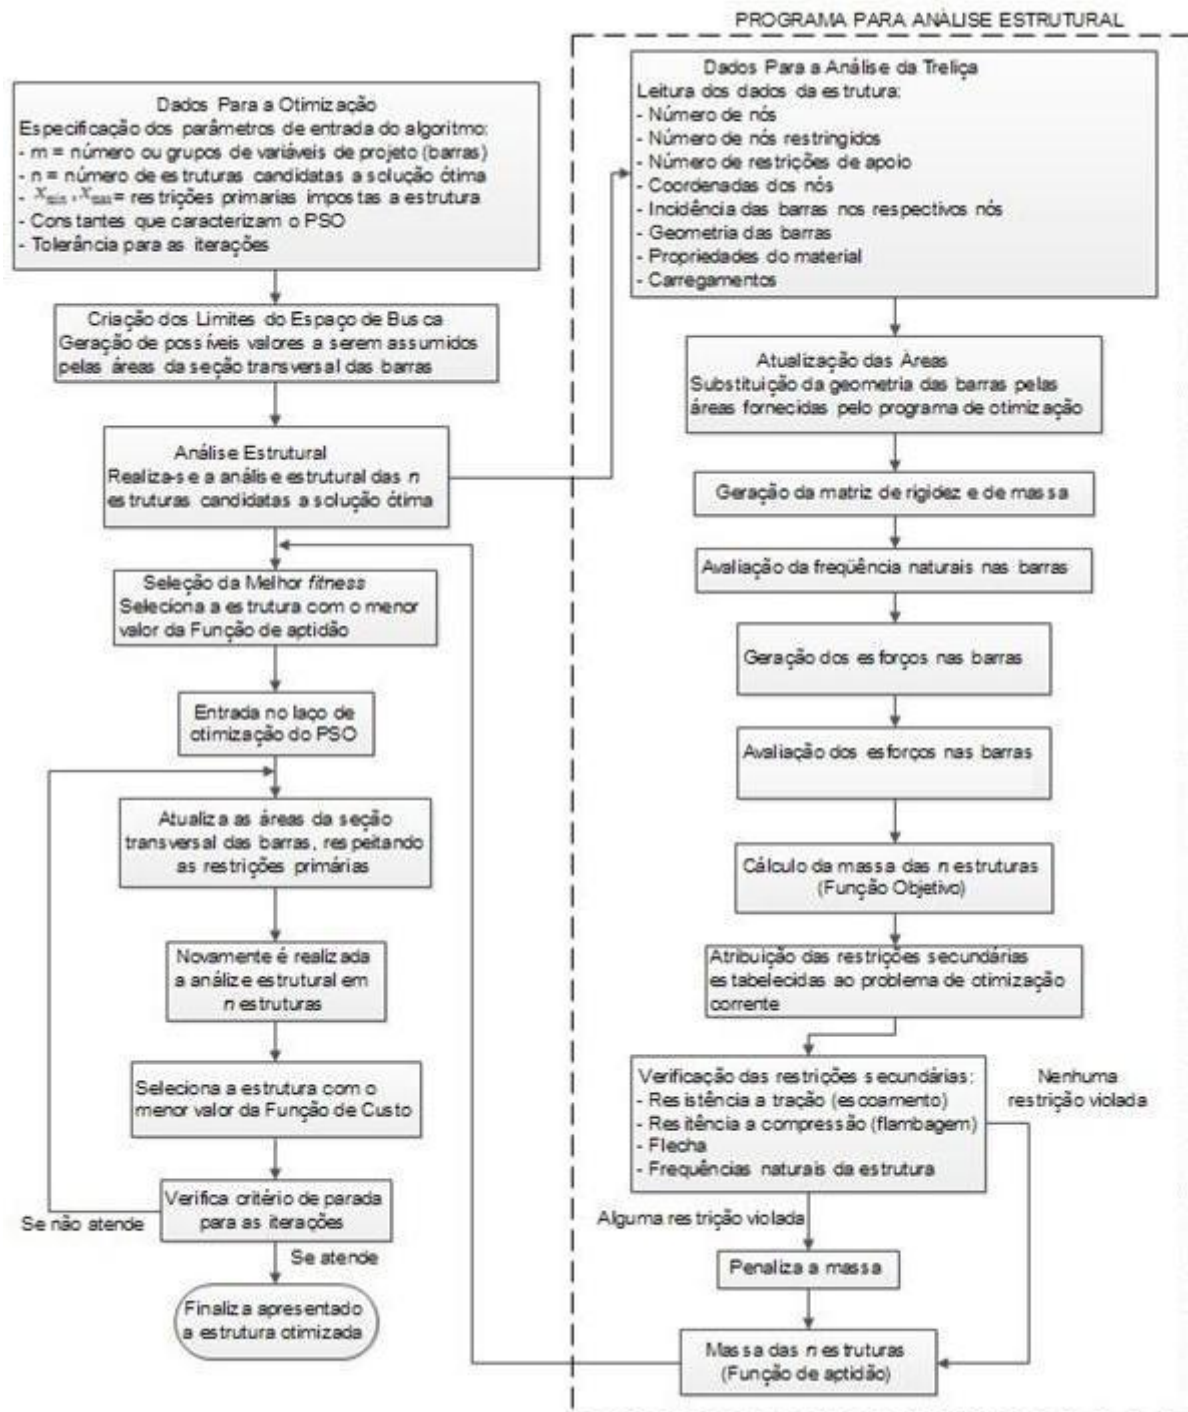 PROGRAMA PARA ANÀLISE ESTRUTURAL
Dados Para a Otimização
Especificação dos parâmetros de entrada do algoritmo:
- m = número ou grupos de variáveis de projeto (barras)
- n = número de estruturas candidatas a solução ótima
- xmin, xmax = restrições primarias impostas a estrutura
- Constantes que caracterizam o PSO
- Tolerância para as iterações
Criação dos Limites do Espaço de Busca
Geração de possíveis valores a serem assumidos
pelas áreas da seção transversal das barras
Análise Estrutural
Realiza-se a análise estrutural das n
estruturas candidatas a solução ótima
Seleção da Melhor fitness
Seleciona a estrutura com o menor
valor da Função de aptidão
Entrada no laço de
otimização do PSO
Atualiza as áreas da seção
transversal das barras, respeitando
as restrições primárias
Novamente é realizada
a análize estrutural em
n estruturas
Seleciona a estrutura com o
menor valor da Função de Custo
Verifica critério de parada
para as iterações
Se não atende
Se atende
Finaliza apresentado
a estrutura otimizada
Dados Para a Análise da Treliça
Leitura dos dados da estrutura:
- Número de nós
- Número de nós restringidos
- Número de restrições de apoio
- Coordenadas dos nós
- Incidência das barras nos respectivos nós
- Geometria das barras
- Propriedades do material
- Carregamentos
Atualização das Àreas
Substituição da geometria das barras pelas
áreas fornecidas pelo programa de otimização
Geração da matriz de rigidez e de massa
Avaliação da freqüência naturais nas barras
Geração dos esforços nas barras
Avaliação dos esforços nas barras
Cálculo da massa das n estruturas
(Função Objetivo)
Atribuição das restrições secundárias
estabelecidas ao problema de otimização
corrente
Verificação das restrições secundárias:
- Resistência a tração (escoamento)
- Resitência a compressão (flambagem)
- Flecha
- Frequências naturais da estrutura
Nenhuma
restrição violada
Alguma restrição violada
Penaliza a massa
Massa das n estruturas
(Função de aptidão)